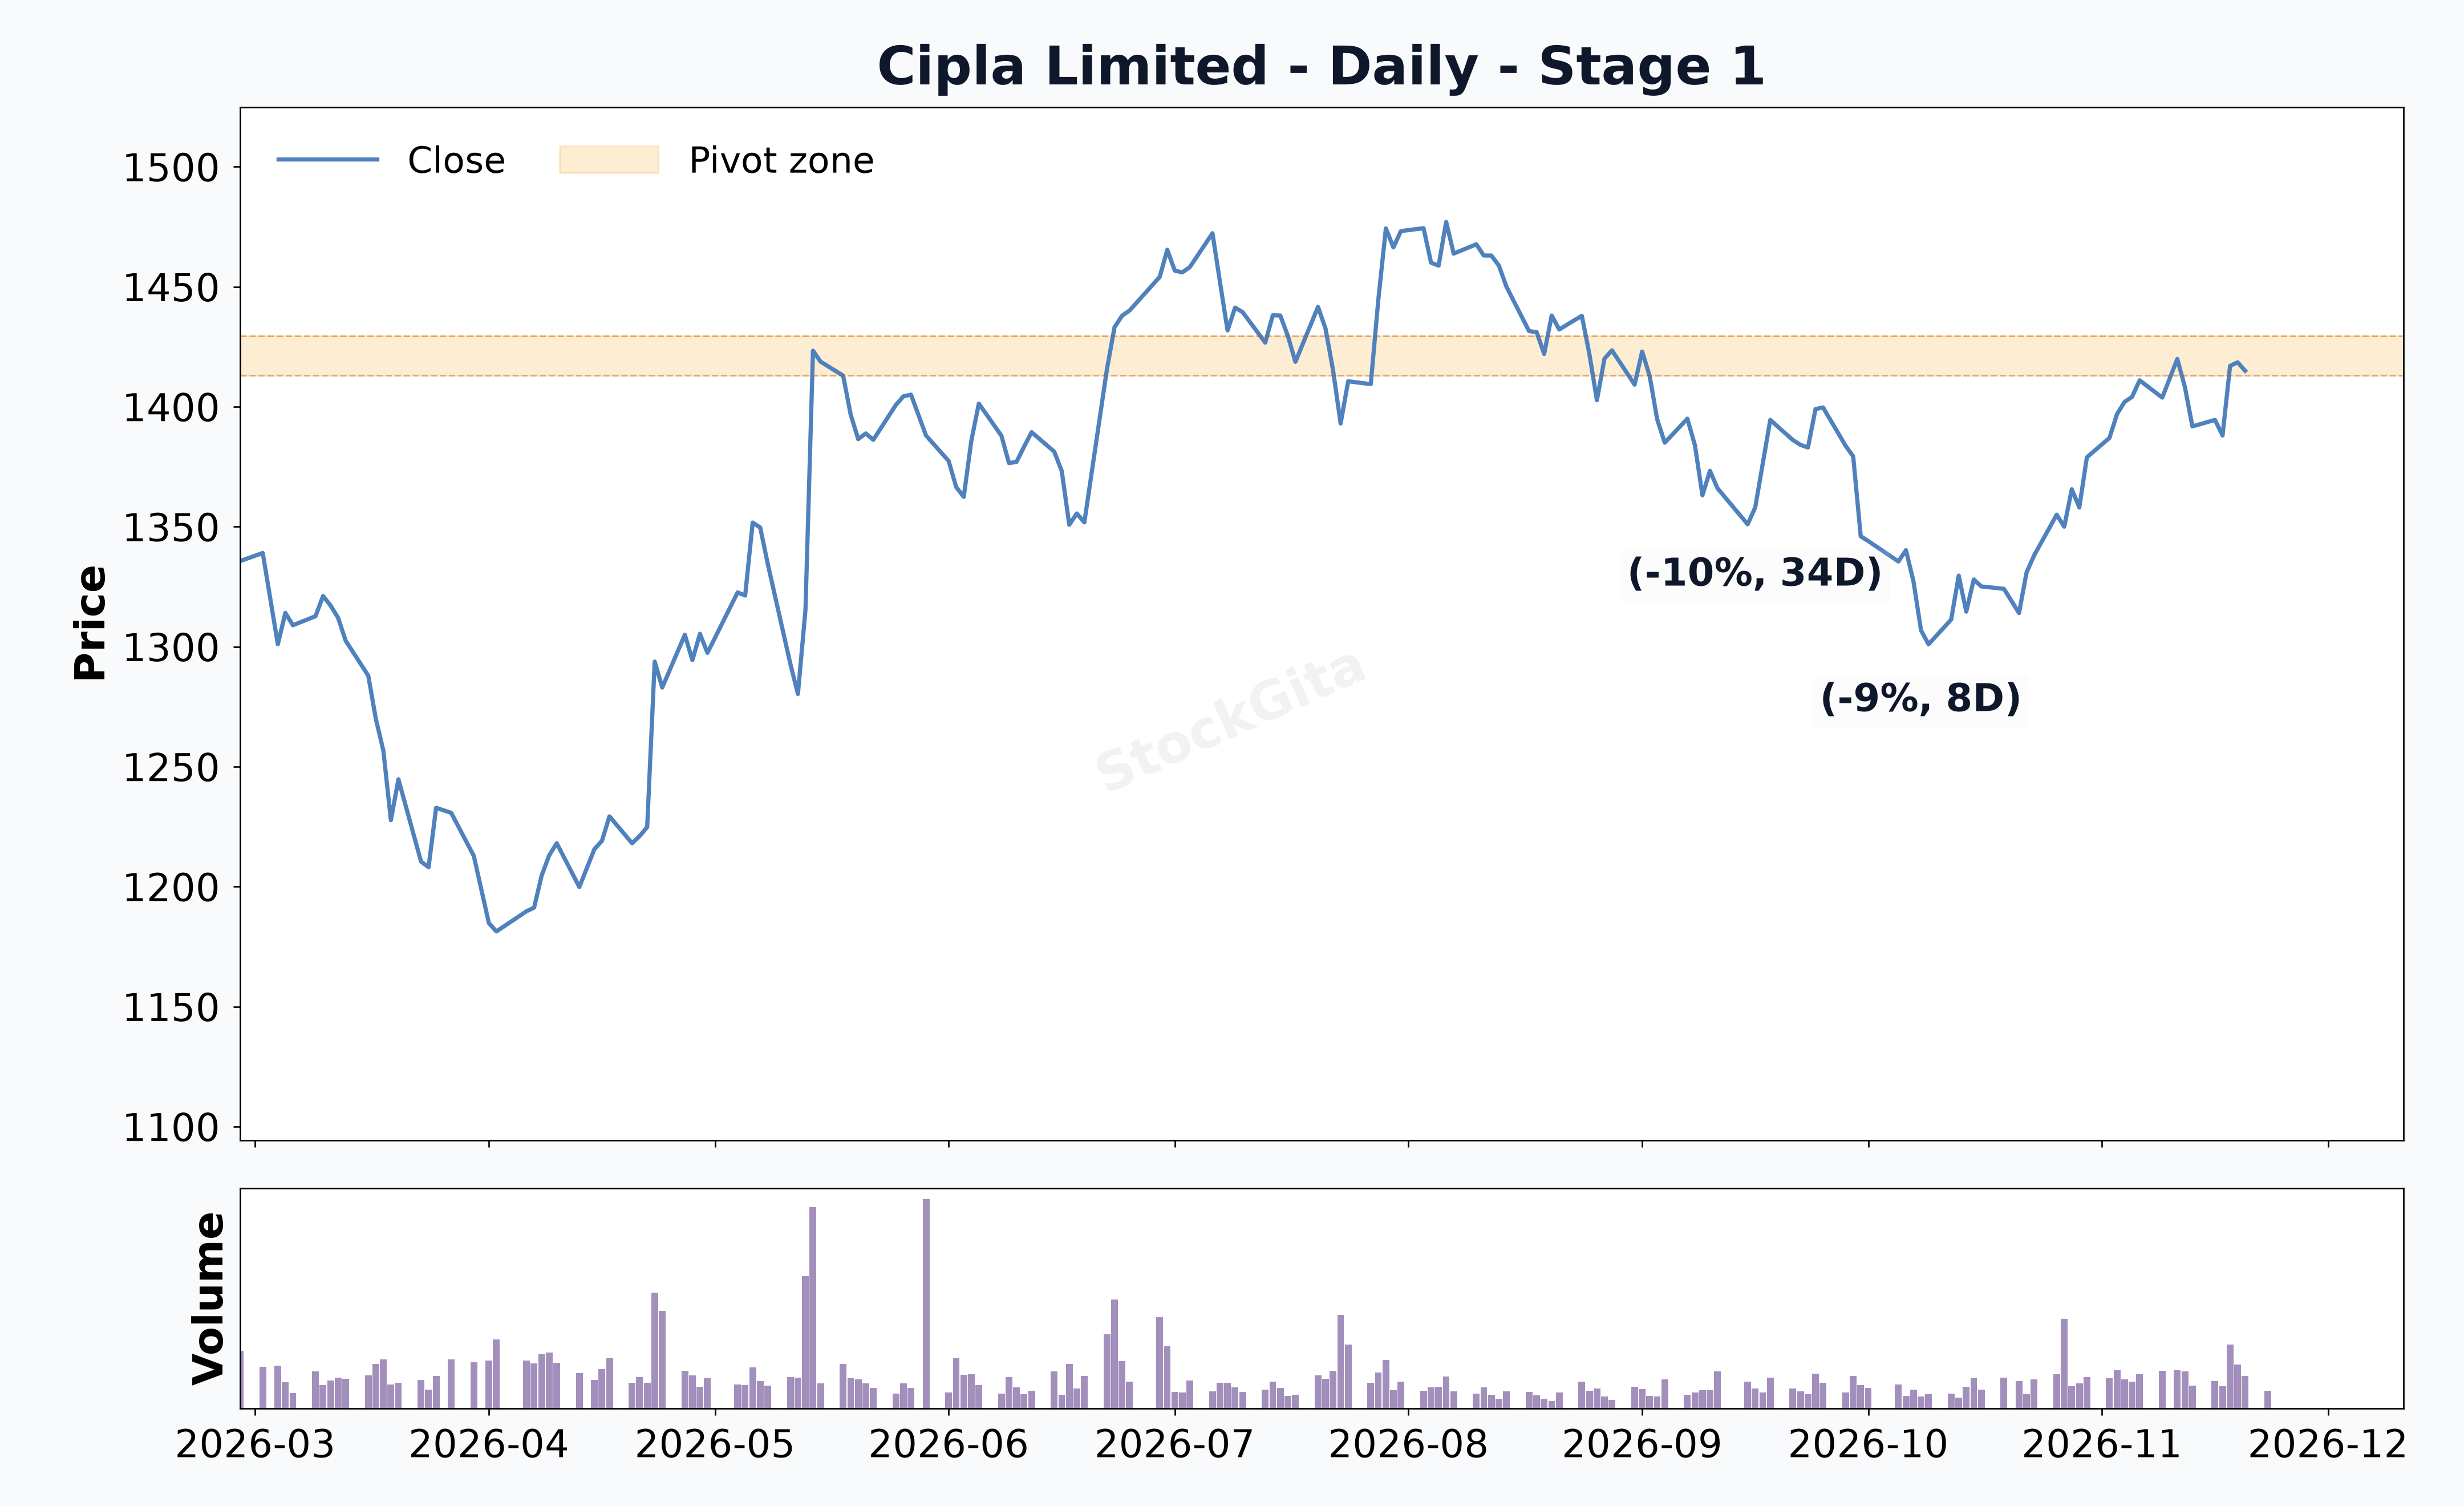 Cipla Limited - Daily - Stage 1
Close
Pivot zone
Price
1500
1450
1400
1350
1300
1250
1200
1150
1100
(-10%, 34D)
(-9%, 8D)
StockGita
Volume
2026-03
2026-04
2026-05
2026-06
2026-07
2026-08
2026-09
2026-10
2026-11
2026-12